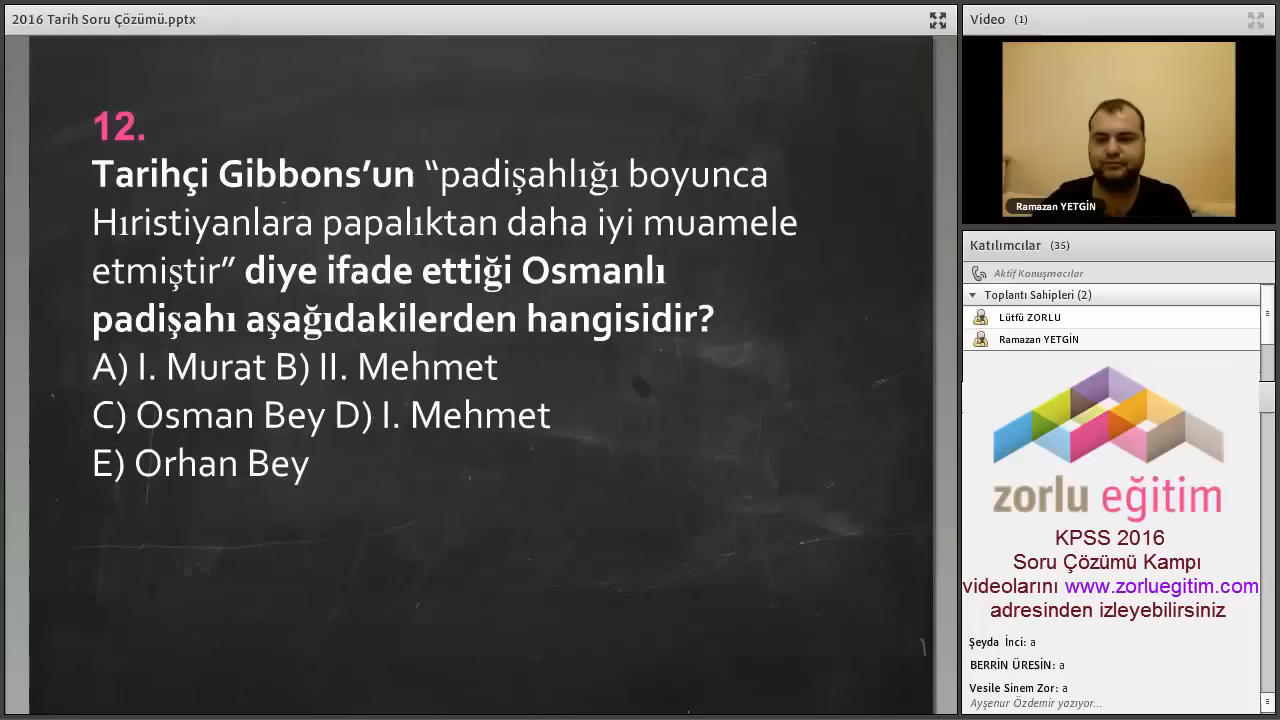 2016 Tarih Soru Çözümü.pptx
12.
Tarihçi Gibbons’un “padişahlığı boyunca
Hıristiyanlara papalıktan daha iyi muamele
etmiştir” diye ifade ettiği Osmanlı
padişahı aşağıdakilerden hangisidir?
A) I. Murat B) II. Mehmet
C) Osman Bey D) I. Mehmet
E) Orhan Bey
Video (1)
Ramazan YETGİN
Katılımcılar (35)
Aktif Konuşmacılar
Toplantı Sahipleri (2)
Lütfü ZORLU
Ramazan YETGİN
zorlu eğitim
KPSS 2016
Soru Çözümü Kampı
videolarını www.zorluegitim.com
adresinden izleyebilirsiniz
Şeyda İnci: a
BERRİN ÜRESİN: a
Vesile Sinem Zor: a
Ayşenur Özdemir yazıyor...